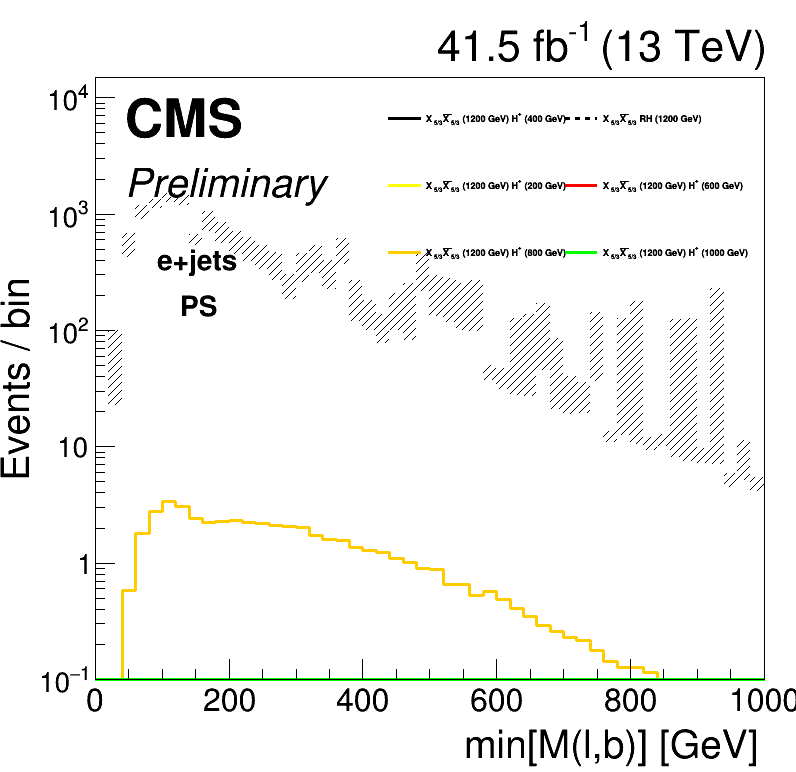 41.5 fb⁻¹ (13 TeV)
CMS
Preliminary
e+jets
PS
X₅/₃X̅₅/₃ (1200 GeV) H⁺ (400 GeV)
X₅/₃X̅₅/₃ RH (1200 GeV)
X₅/₃X̅₅/₃ (1200 GeV) H⁺ (200 GeV)
X₅/₃X̅₅/₃ (1200 GeV) H⁺ (600 GeV)
X₅/₃X̅₅/₃ (1200 GeV) H⁺ (800 GeV)
X₅/₃X̅₅/₃ (1200 GeV) H⁺ (1000 GeV)
Events / bin
10⁴
10³
10²
10
1
10⁻¹
0 200 400 600 800 1000
min[M(l,b)] [GeV]